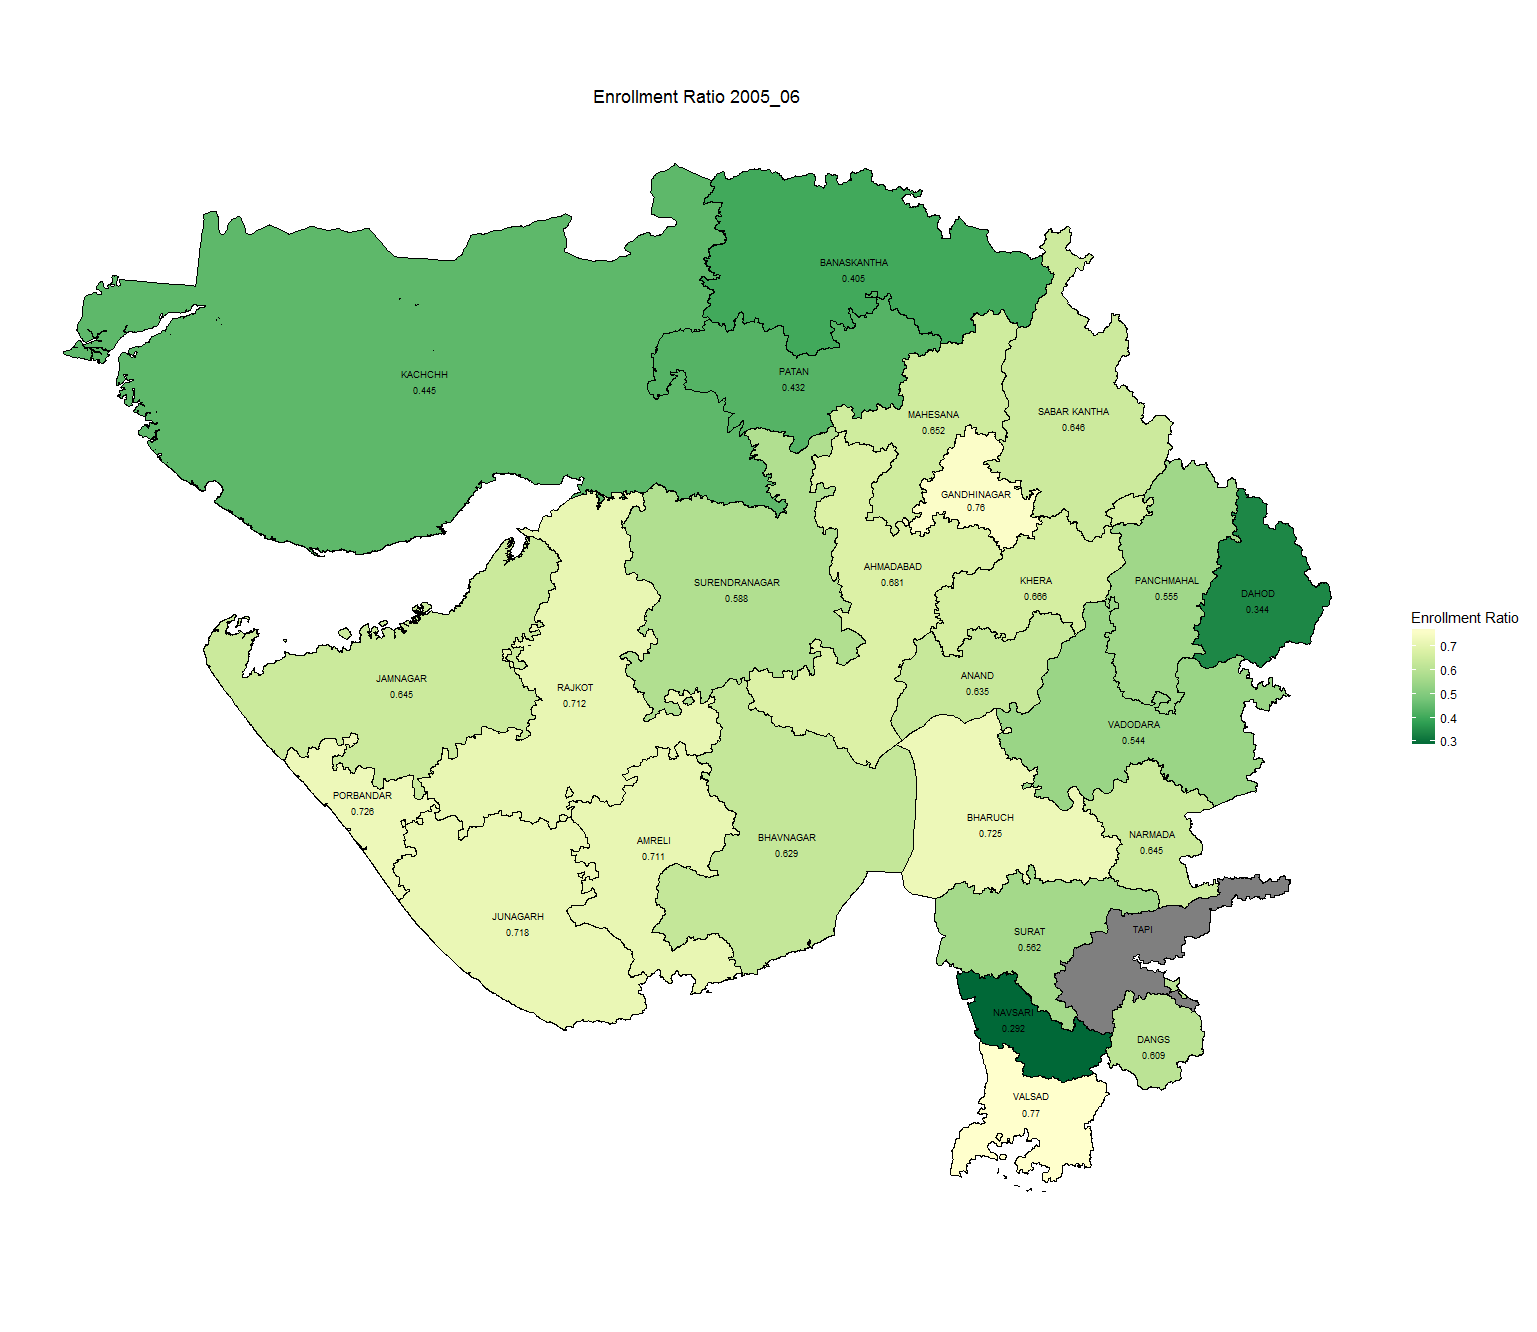 Enrollment Ratio 2005_06
BANASKANTHA
0.405
KACHCHH
0.445
PATAN
0.432
MAHESANA
0.652
SABAR KANTHA
0.646
GANDHINAGAR
0.76
AHMADABAD
0.681
SURENDRANAGAR
0.588
KHERA
0.666
PANCHMAHAL
0.555
DAHOD
0.344
JAMNAGAR
0.645
RAJKOT
0.712
ANAND
0.635
VADODARA
0.544
PORBANDAR
0.726
AMRELI
0.711
BHAVNAGAR
0.629
BHARUCH
0.725
NARMADA
0.645
JUNAGARH
0.718
SURAT
0.562
TAPI
NAVSARI
0.292
DANGS
0.609
VALSAD
0.77
Enrollment Ratio
0.7
0.6
0.5
0.4
0.3